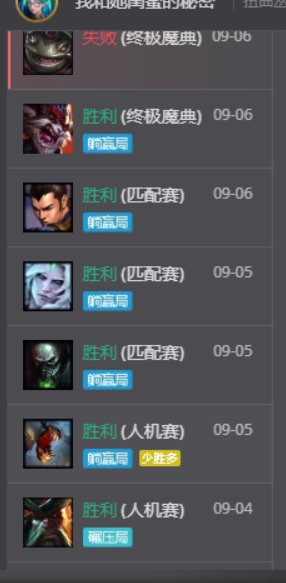 我和她闺蜜的秘密
失败 (终极魔典) 09-06
胜利 (终极魔典) 09-06
躺赢局
胜利 (匹配赛) 09-06
躺赢局
胜利 (匹配赛) 09-05
躺赢局
胜利 (匹配赛) 09-05
躺赢局
胜利 (人机赛) 09-05
躺赢局 少胜多
胜利 (人机赛) 09-04
碾压局